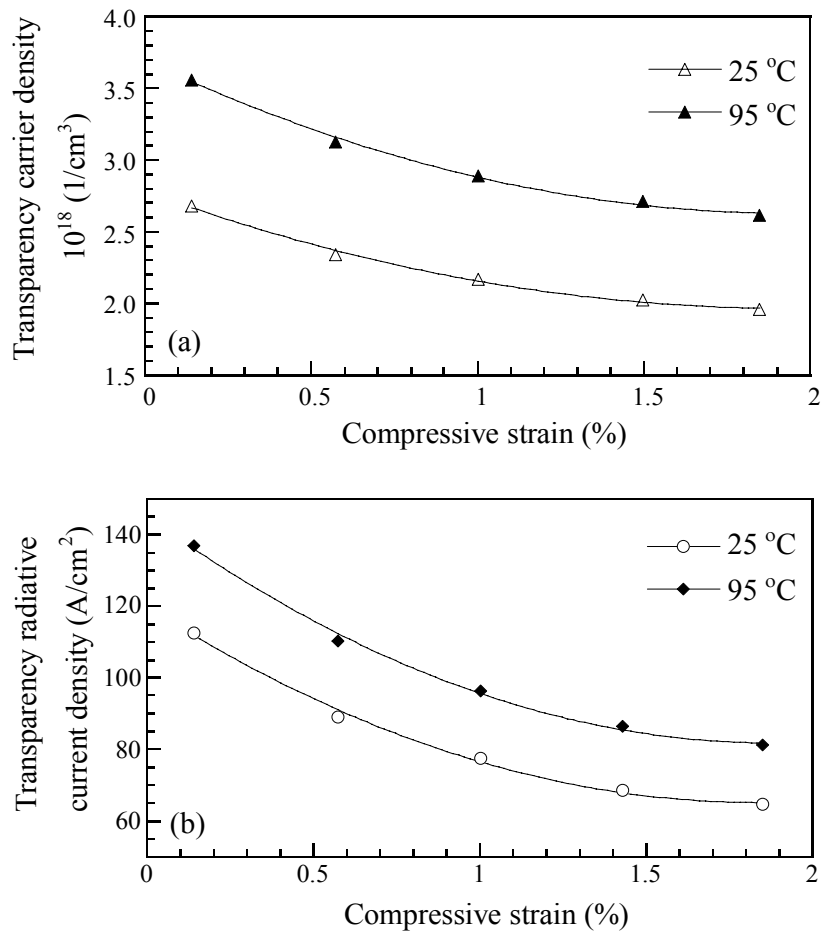 Transparency carrier density
10¹⁸ (1/cm³)
4.0
3.5
3.0
2.5
2.0
1.5
25 °C
95 °C
(a)
0 0.5 1 1.5 2
Compressive strain (%)
Transparency radiative
current density (A/cm²)
140
120
100
80
60
25 °C
95 °C
(b)
0 0.5 1 1.5 2
Compressive strain (%)